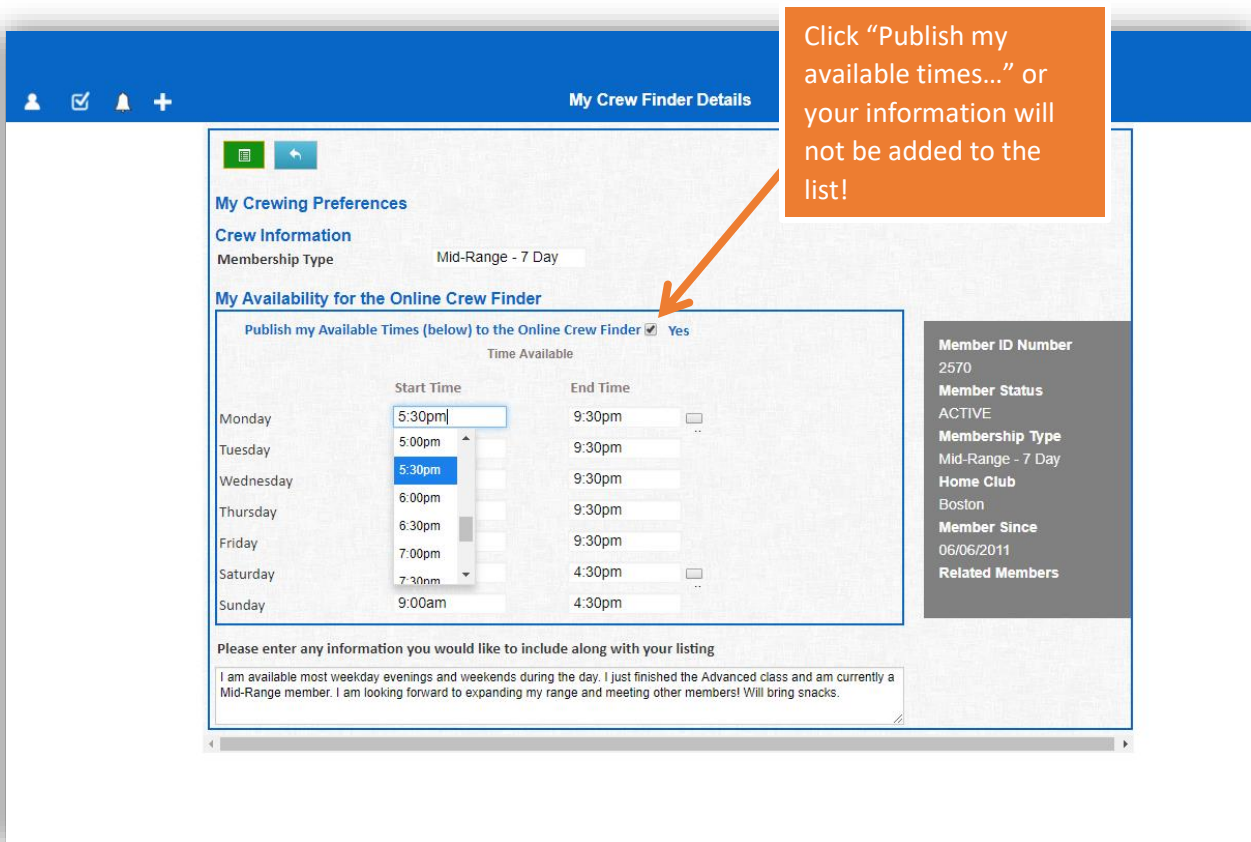 Click “Publish my
available times…” or
your information will
not be added to the
list!
My Crew Finder Details
My Crewing Preferences
Crew Information
Membership Type Mid-Range - 7 Day
My Availability for the Online Crew Finder
Publish my Available Times (below) to the Online Crew Finder Yes
Time Available
Start Time End Time
Monday 5:30pm 9:30pm
Tuesday 9:30pm
Wednesday 9:30pm
Thursday 9:30pm
Friday 9:30pm
Saturday 4:30pm
Sunday 9:00am 4:30pm
5:00pm
5:30pm
6:00pm
6:30pm
7:00pm
7:30pm
Member ID Number
2570
Member Status
ACTIVE
Membership Type
Mid-Range - 7 Day
Home Club
Boston
Member Since
06/06/2011
Related Members
Please enter any information you would like to include along with your listing
I am available most weekday evenings and weekends during the day. I just finished the Advanced class and am currently a
Mid-Range member. I am looking forward to expanding my range and meeting other members! Will bring snacks.